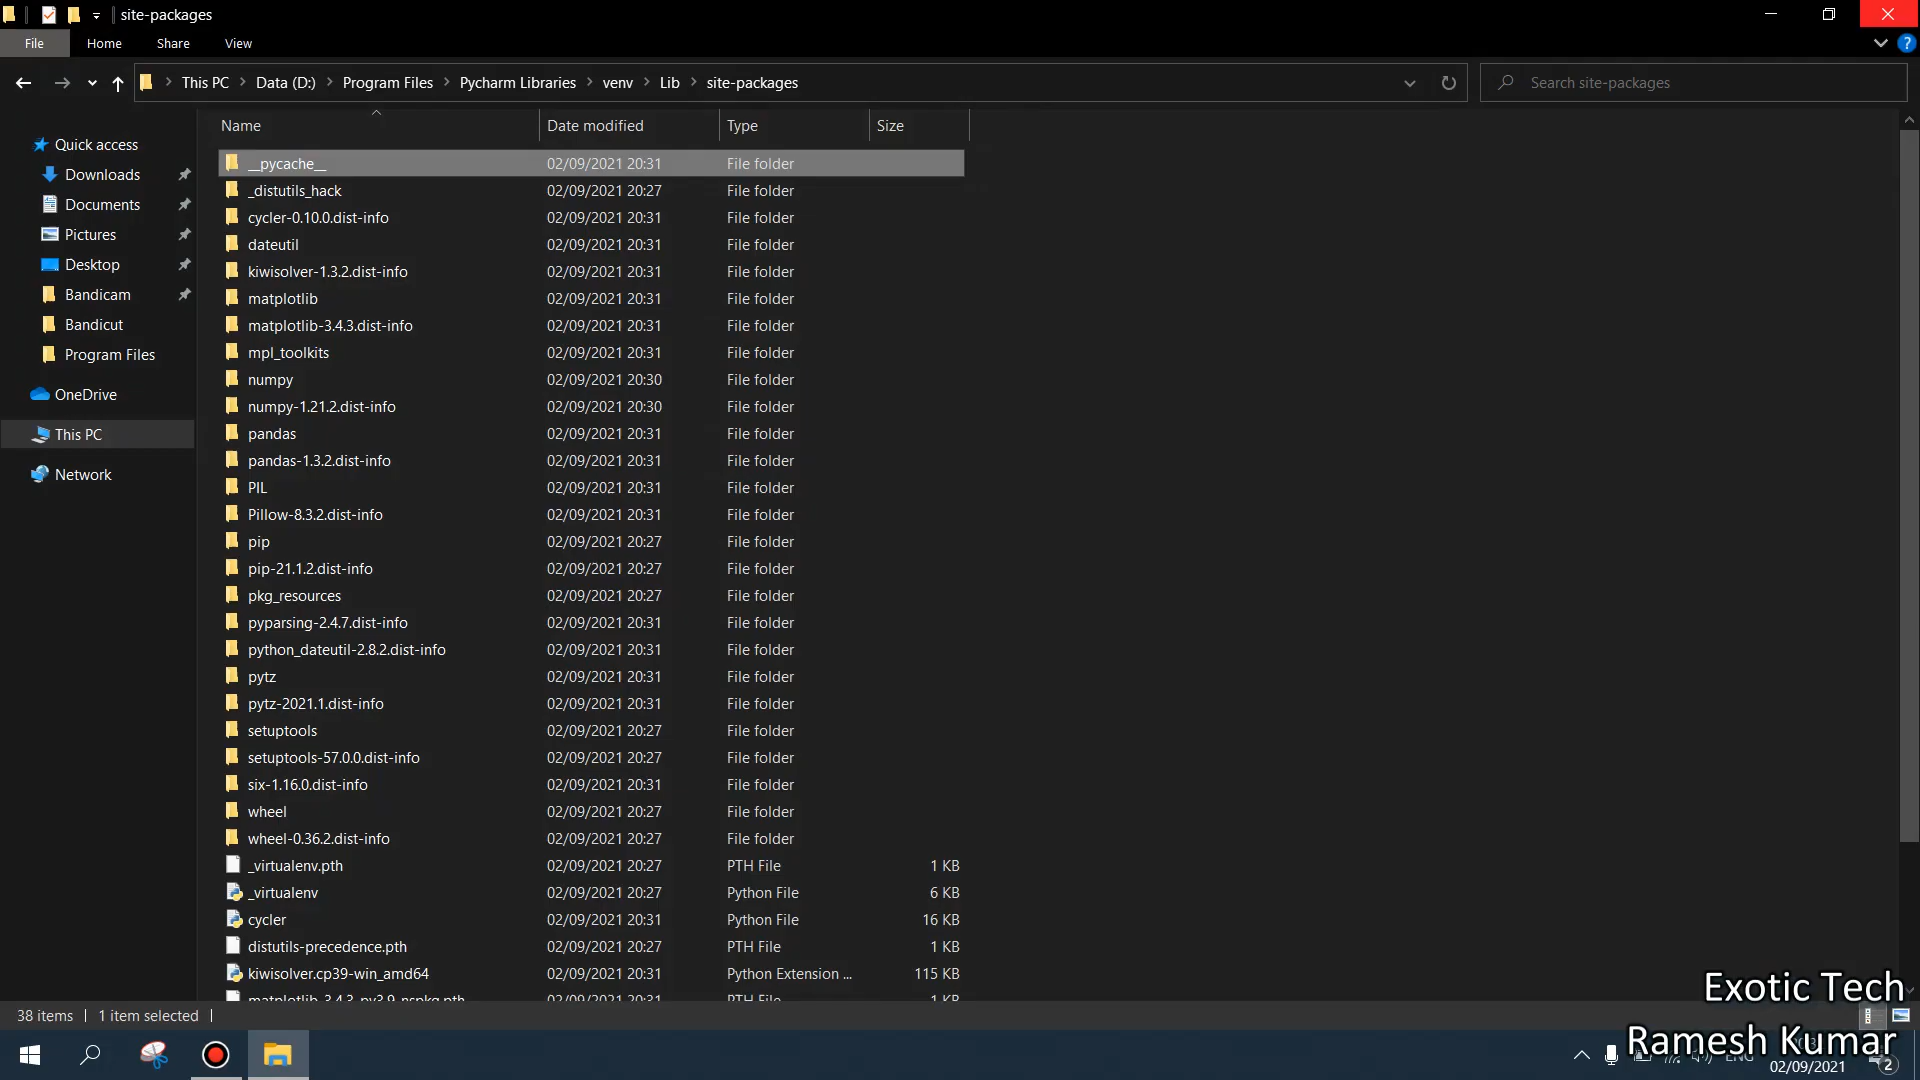 site-packages
File Home Share View
This PC Data (D:) Program Files Pycharm Libraries venv Lib site-packages
Search site-packages
Name Date modified Type Size
Quick access
Downloads
Documents
Pictures
Desktop
Bandicam
Bandicut
Program Files
OneDrive
This PC
Network
__pycache__ 02/09/2021 20:31 File folder
_distutils_hack 02/09/2021 20:27 File folder
cycler-0.10.0.dist-info 02/09/2021 20:31 File folder
dateutil 02/09/2021 20:31 File folder
kiwisolver-1.3.2.dist-info 02/09/2021 20:31 File folder
matplotlib 02/09/2021 20:31 File folder
matplotlib-3.4.3.dist-info 02/09/2021 20:31 File folder
mpl_toolkits 02/09/2021 20:31 File folder
numpy 02/09/2021 20:30 File folder
numpy-1.21.2.dist-info 02/09/2021 20:30 File folder
pandas 02/09/2021 20:31 File folder
pandas-1.3.2.dist-info 02/09/2021 20:31 File folder
PIL 02/09/2021 20:31 File folder
Pillow-8.3.2.dist-info 02/09/2021 20:31 File folder
pip 02/09/2021 20:27 File folder
pip-21.1.2.dist-info 02/09/2021 20:27 File folder
pkg_resources 02/09/2021 20:27 File folder
pyparsing-2.4.7.dist-info 02/09/2021 20:31 File folder
python_dateutil-2.8.2.dist-info 02/09/2021 20:31 File folder
pytz 02/09/2021 20:31 File folder
pytz-2021.1.dist-info 02/09/2021 20:31 File folder
setuptools 02/09/2021 20:27 File folder
setuptools-57.0.0.dist-info 02/09/2021 20:27 File folder
six-1.16.0.dist-info 02/09/2021 20:31 File folder
wheel 02/09/2021 20:27 File folder
wheel-0.36.2.dist-info 02/09/2021 20:27 File folder
_virtualenv.pth 02/09/2021 20:27 PTH File 1 KB
_virtualenv 02/09/2021 20:27 Python File 6 KB
cycler 02/09/2021 20:31 Python File 16 KB
distutils-precedence.pth 02/09/2021 20:27 PTH File 1 KB
kiwisolver.cp39-win_amd64 02/09/2021 20:31 Python Extension ... 115 KB
matplotlib-3.4.3-py3.9-nspkg.pth 02/09/2021 20:31 PTH File 1 KB
38 items 1 item selected
Exotic Tech
Ramesh Kumar
ENG
02/09/2021
2